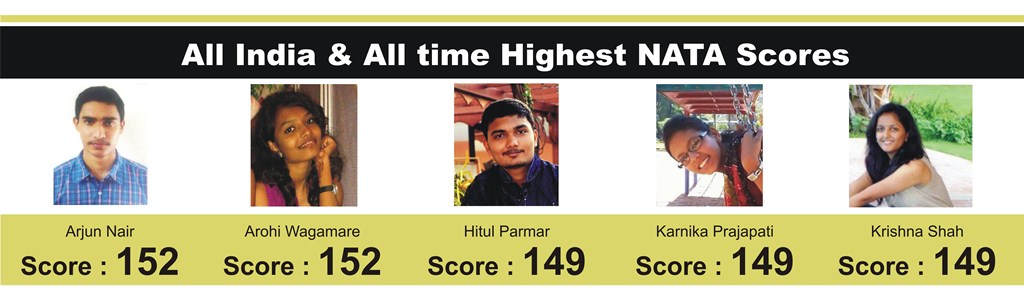 All India & All time Highest NATA Scores
Arjun Nair
Score : 152
Arohi Wagamare
Score : 152
Hitul Parmar
Score : 149
Karnika Prajapati
Score : 149
Krishna Shah
Score : 149